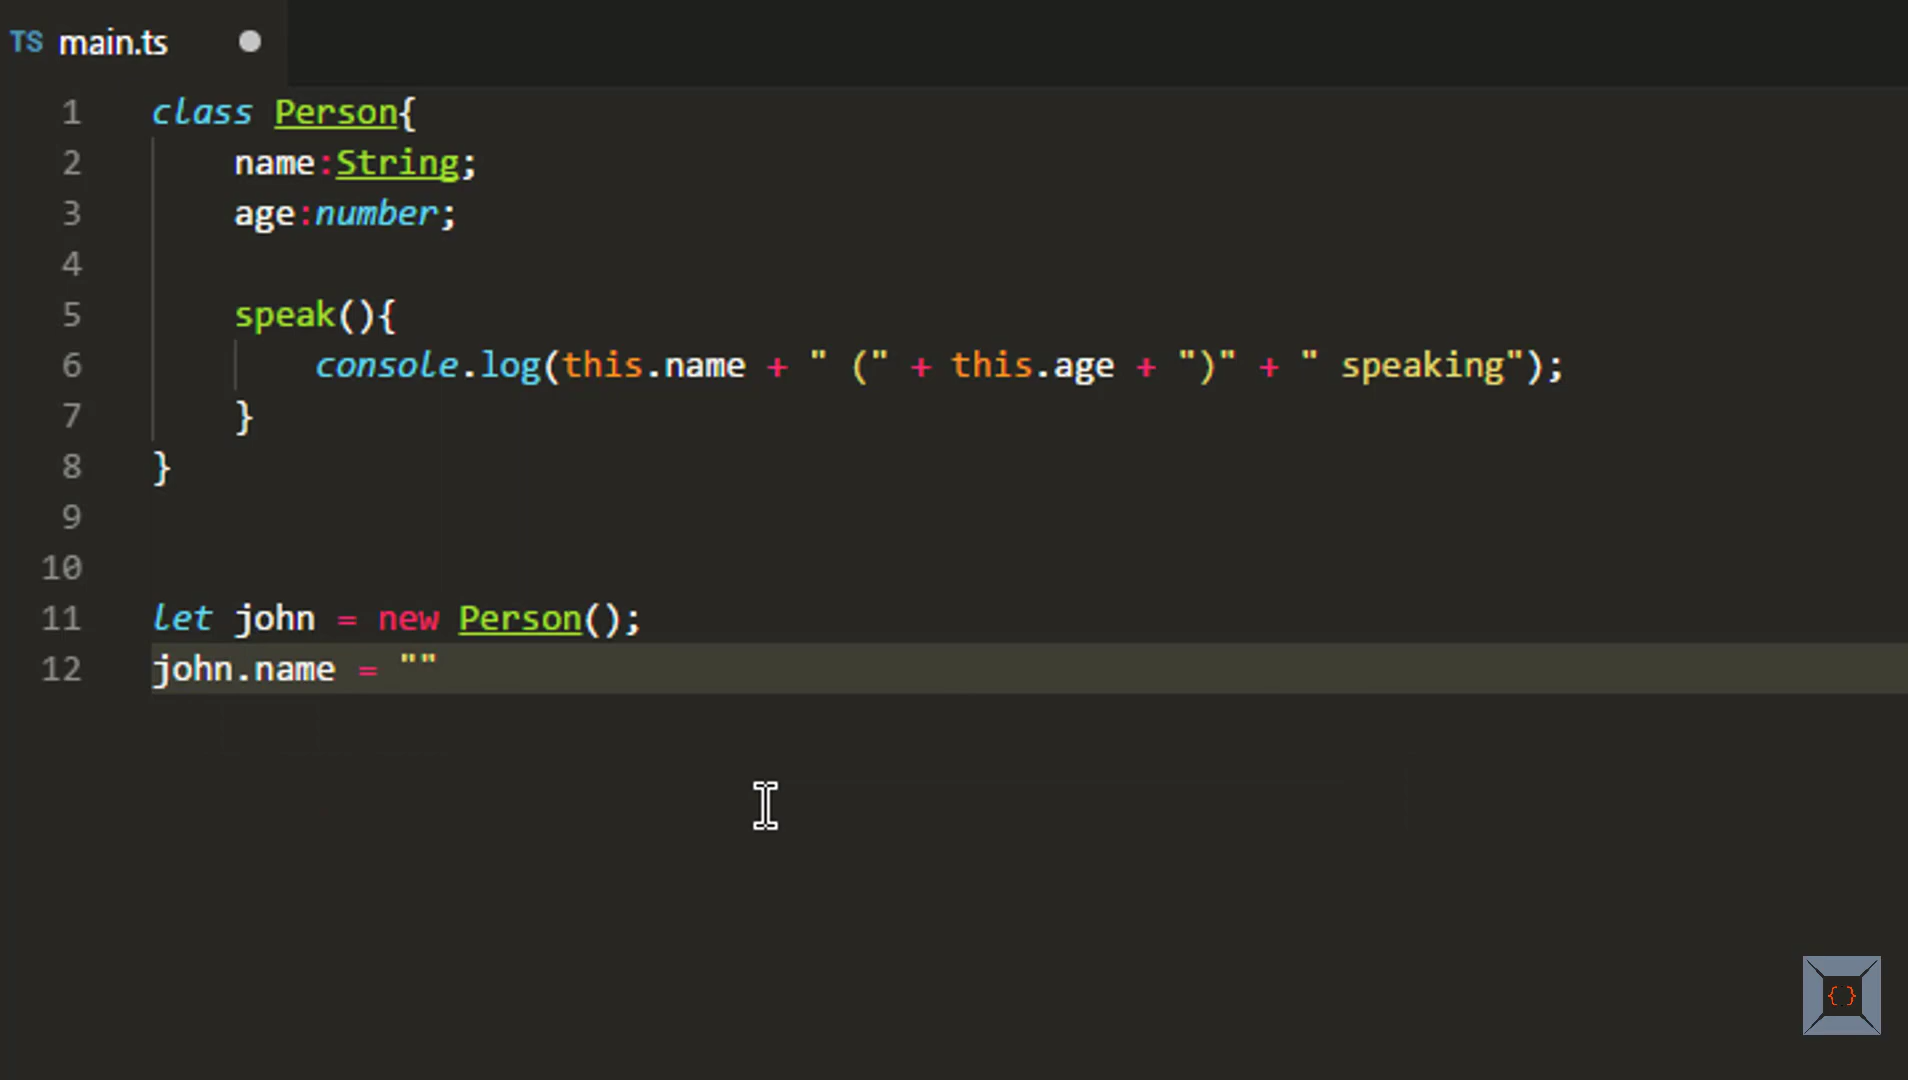 TS main.ts
1 class Person{
2 name:String;
3 age:number;
4
5 speak(){
6 console.log(this.name + " (" + this.age + ")" + " speaking");
7 }
8 }
9
10
11 let john = new Person();
12 john.name = ""
{}